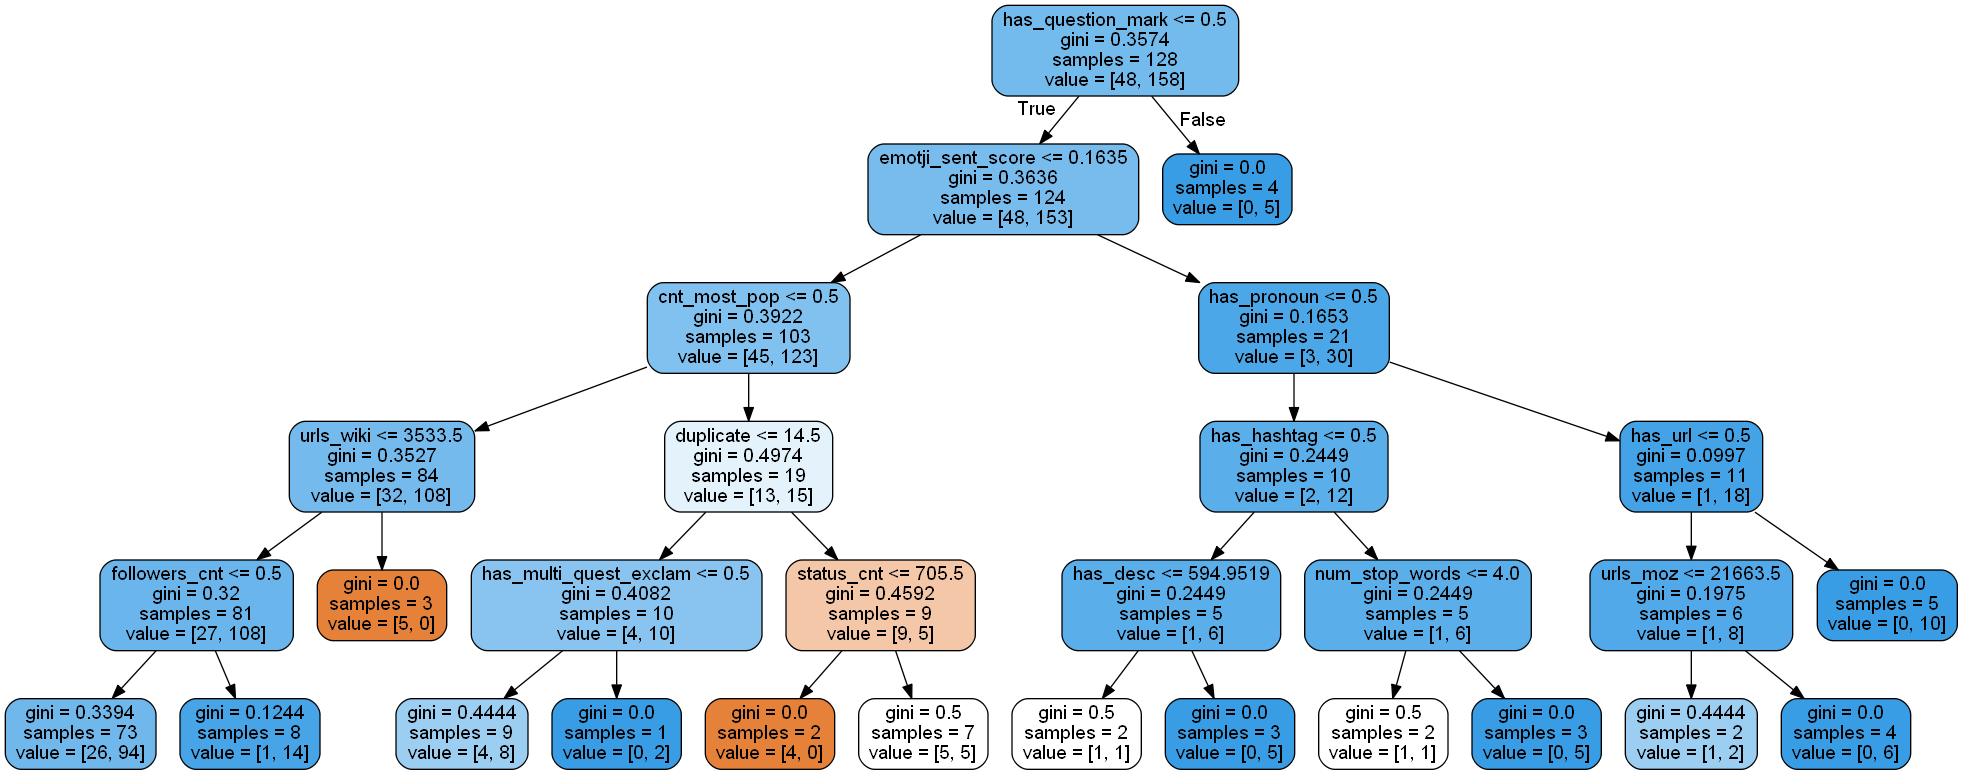 has_question_mark <= 0.5
gini = 0.3574
samples = 128
value = [48, 158]
True
False
emotji_sent_score <= 0.1635
gini = 0.3636
samples = 124
value = [48, 153]
gini = 0.0
samples = 4
value = [0, 5]
cnt_most_pop <= 0.5
gini = 0.3922
samples = 103
value = [45, 123]
has_pronoun <= 0.5
gini = 0.1653
samples = 21
value = [3, 30]
urls_wiki <= 3533.5
gini = 0.3527
samples = 84
value = [32, 108]
duplicate <= 14.5
gini = 0.4974
samples = 19
value = [13, 15]
has_hashtag <= 0.5
gini = 0.2449
samples = 10
value = [2, 12]
has_url <= 0.5
gini = 0.0997
samples = 11
value = [1, 18]
followers_cnt <= 0.5
gini = 0.32
samples = 81
value = [27, 108]
gini = 0.0
samples = 3
value = [5, 0]
has_multi_quest_exclam <= 0.5
gini = 0.4082
samples = 10
value = [4, 10]
status_cnt <= 705.5
gini = 0.4592
samples = 9
value = [9, 5]
has_desc <= 594.9519
gini = 0.2449
samples = 5
value = [1, 6]
num_stop_words <= 4.0
gini = 0.2449
samples = 5
value = [1, 6]
urls_moz <= 21663.5
gini = 0.1975
samples = 6
value = [1, 8]
gini = 0.0
samples = 5
value = [0, 10]
gini = 0.3394
samples = 73
value = [26, 94]
gini = 0.1244
samples = 8
value = [1, 14]
gini = 0.4444
samples = 9
value = [4, 8]
gini = 0.0
samples = 1
value = [0, 2]
gini = 0.0
samples = 2
value = [4, 0]
gini = 0.5
samples = 7
value = [5, 5]
gini = 0.5
samples = 2
value = [1, 1]
gini = 0.0
samples = 3
value = [0, 5]
gini = 0.5
samples = 2
value = [1, 1]
gini = 0.0
samples = 3
value = [0, 5]
gini = 0.4444
samples = 2
value = [1, 2]
gini = 0.0
samples = 4
value = [0, 6]